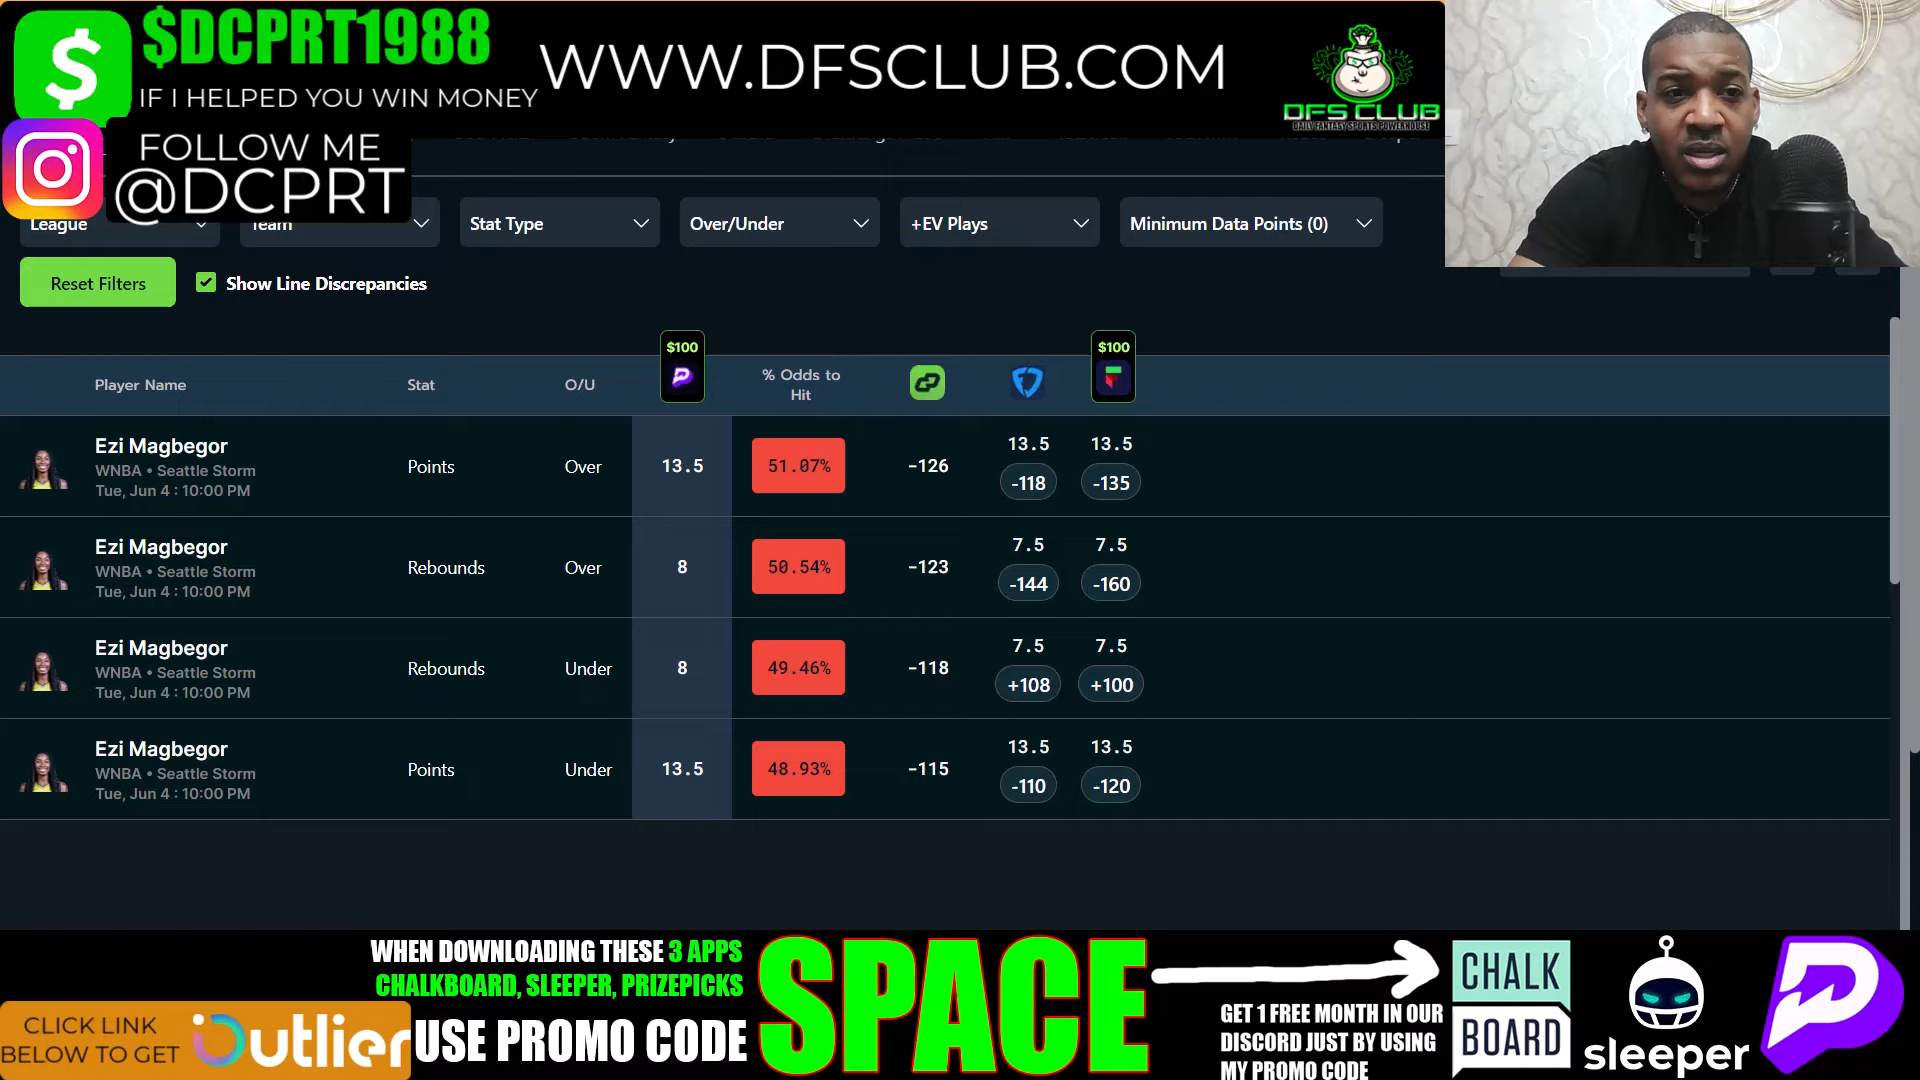 $DCPRT1988
IF I HELPED YOU WIN MONEY
WWW.DFSCLUB.COM
DFS CLUB
DAILY FANTASY SPORTS POWERHOUSE
FOLLOW ME
@DCPRT
League
Team
Stat Type
Over/Under
+EV Plays
Minimum Data Points (0)
Reset Filters
Show Line Discrepancies
$100
$100
Player Name
Stat
O/U
% Odds to
Hit
Ezi Magbegor
WNBA • Seattle Storm
Tue, Jun 4 : 10:00 PM
Points
Over
13.5
51.07%
-126
13.5
-118
13.5
-135
Ezi Magbegor
WNBA • Seattle Storm
Tue, Jun 4 : 10:00 PM
Rebounds
Over
8
50.54%
-123
7.5
-144
7.5
-160
Ezi Magbegor
WNBA • Seattle Storm
Tue, Jun 4 : 10:00 PM
Rebounds
Under
8
49.46%
-118
7.5
+108
7.5
+100
Ezi Magbegor
WNBA • Seattle Storm
Tue, Jun 4 : 10:00 PM
Points
Under
13.5
48.93%
-115
13.5
-110
13.5
-120
CLICK LINK
BELOW TO GET
Outlier
WHEN DOWNLOADING THESE 3 APPS
CHALKBOARD, SLEEPER, PRIZEPICKS
USE PROMO CODE
SPACE
GET 1 FREE MONTH IN OUR
DISCORD JUST BY USING
MY PROMO CODE
CHALK
BOARD
sleeper